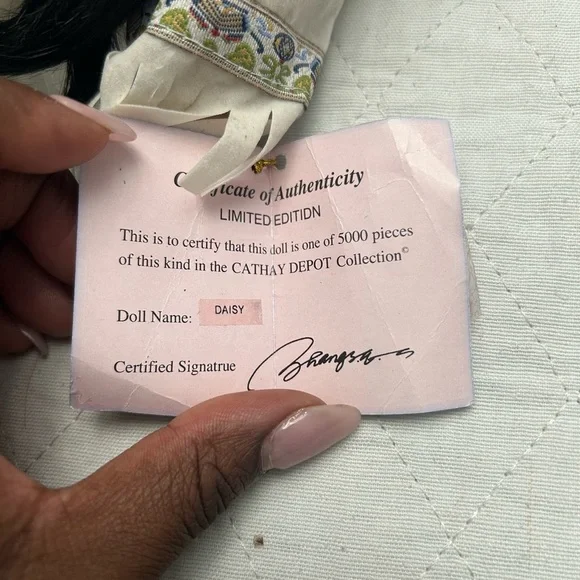 of Authenticity
LIMITED EDITION
This is to certify that this doll is one of 5000 pieces
of this kind in the CATHAY DEPOT Collection©
Doll Name: DAISY
Certified Signatrue